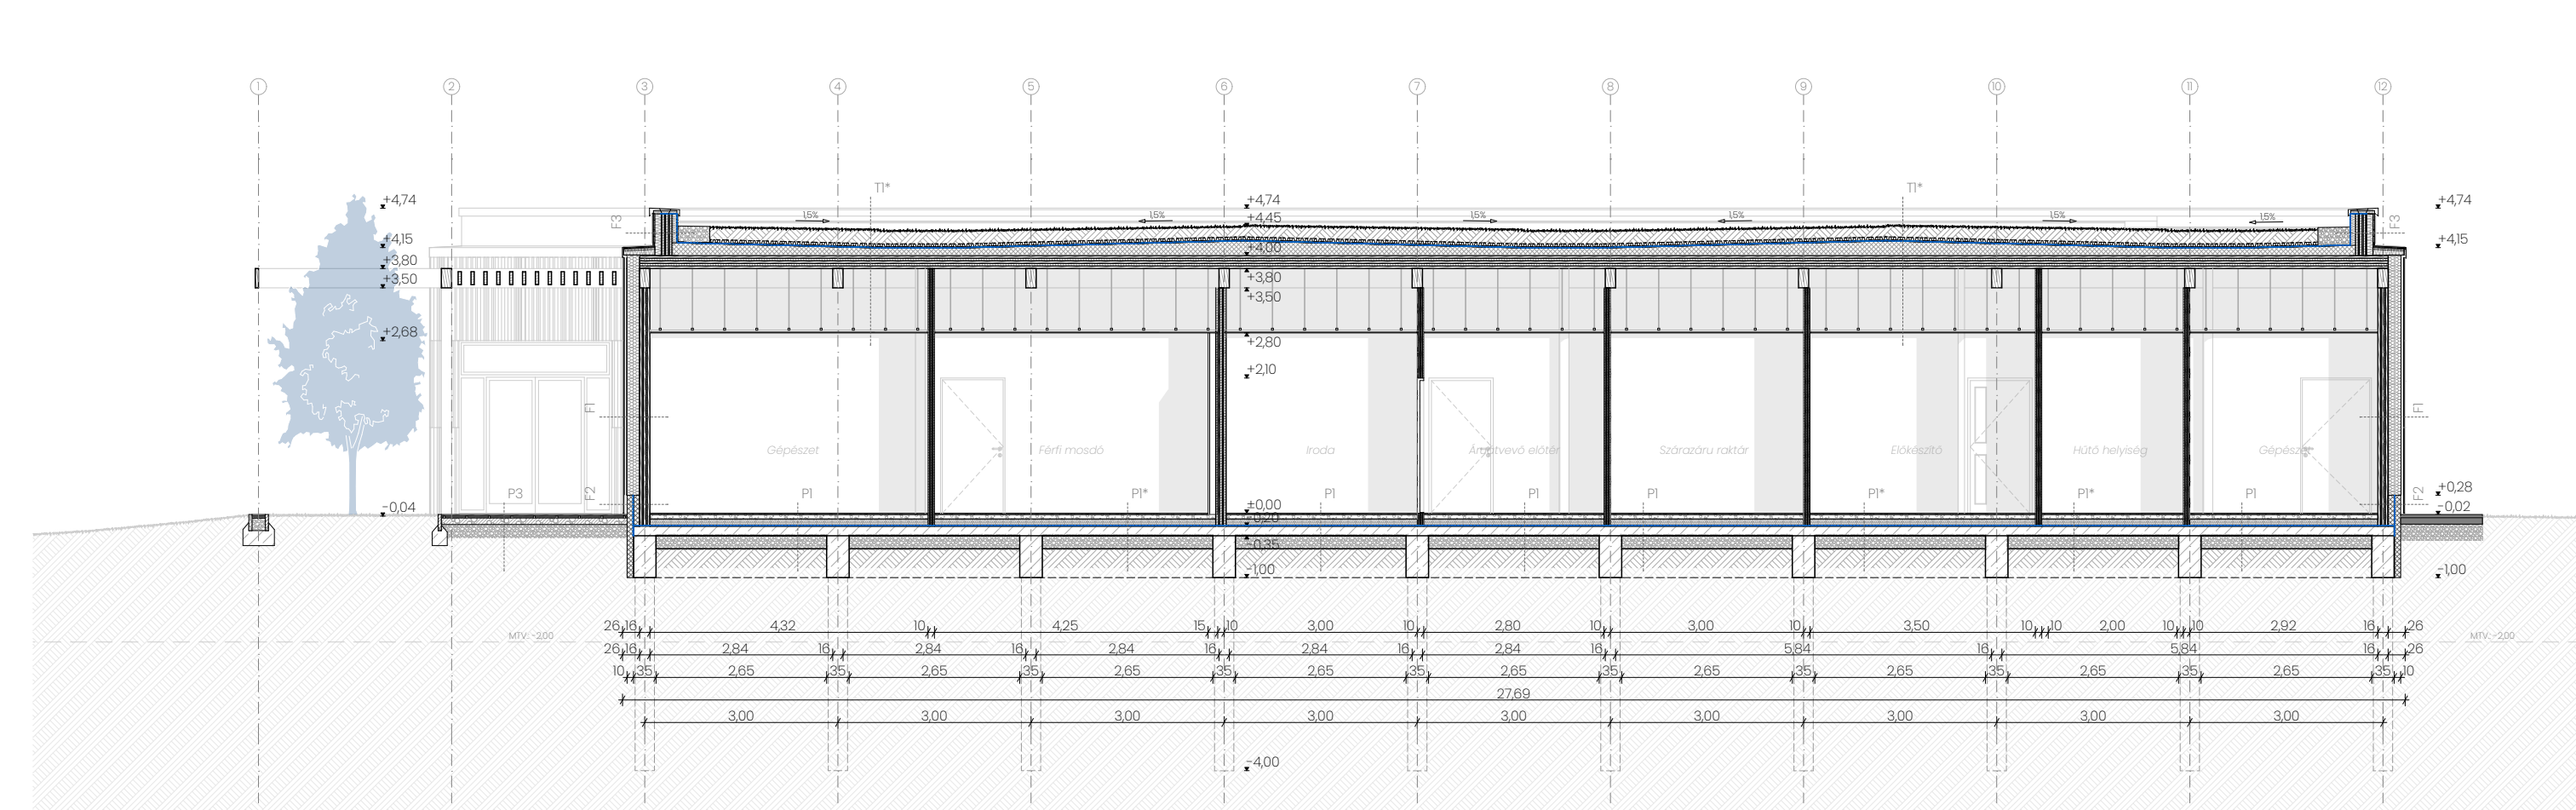 1 2 3 4 5 6 7 8 9 10 11 12
T1* T1*
+4,74 +4,74 +4,74
1,5% 1,5% 1,5% 1,5% 1,5% 1,5%
F3 +4,45 F3
+4,15 +4,00 +4,15
+3,80 +3,80
+3,50 +3,50
+2,68 +2,80
+2,10
F1 F1
Gépészet Férfi mosdó Iroda Áruátvevő előtér Szárazáru raktár Előkészítő Hűtő helyiség Gépészet
P3 F2 P1 P1* P1 P1 P1 P1* P1* P1 F2 +0,28
-0,04 +0,00 -0,02
-0,20
-0,35
-1,00 -1,00
26 16 4,32 10 4,25 15 10 3,00 10 2,80 10 3,00 10 3,50 10 10 2,00 10 10 2,92 16 26
MTV.: -2,00 MTV.: -2,00
26 16 2,84 16 2,84 16 2,84 16 2,84 16 2,84 16 5,84 16 5,84 16 26
10 35 2,65 35 2,65 35 2,65 35 2,65 35 2,65 35 2,65 35 2,65 35 2,65 35 2,65 35 10
27,69
3,00 3,00 3,00 3,00 3,00 3,00 3,00 3,00 3,00
-4,00